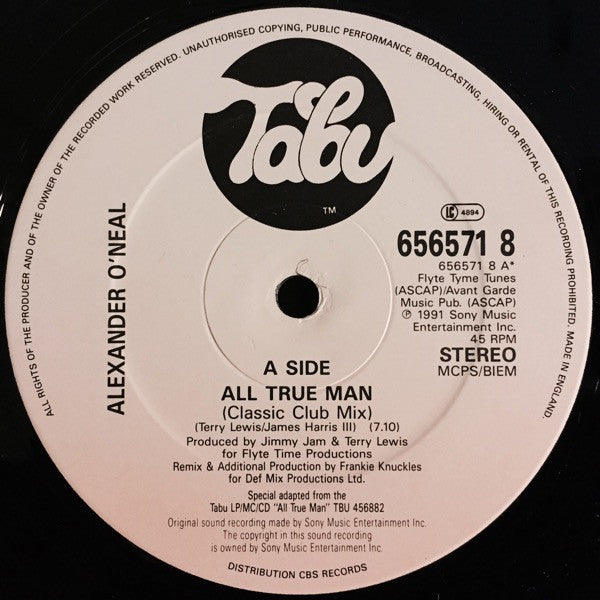 ALL RIGHTS OF THE PRODUCER AND OF THE OWNER OF THE RECORDED WORK RESERVED. UNAUTHORISED COPYING, PUBLIC PERFORMANCE, BROADCASTING, HIRING OR RENTAL OF THIS RECORDING PROHIBITED. MADE IN ENGLAND.
Tabu
TM
ALEXANDER O'NEAL
LC 4894
656571 8
656571 8 A*
Flyte Tyme Tunes
(ASCAP)/Avant Garde
Music Pub. (ASCAP)
℗ 1991 Sony Music
Entertainment Inc.
45 RPM
STEREO
MCPS/BIEM
A SIDE
ALL TRUE MAN
(Classic Club Mix)
(Terry Lewis/James Harris III) (7.10)
Produced by Jimmy Jam & Terry Lewis
for Flyte Time Productions
Remix & Additional Production by Frankie Knuckles
for Def Mix Productions Ltd.
Special adapted from the
Tabu LP/MC/CD "All True Man" TBU 456882
Original sound recording made by Sony Music Entertainment Inc.
The copyright in this sound recording
is owned by Sony Music Entertainment Inc.
DISTRIBUTION CBS RECORDS